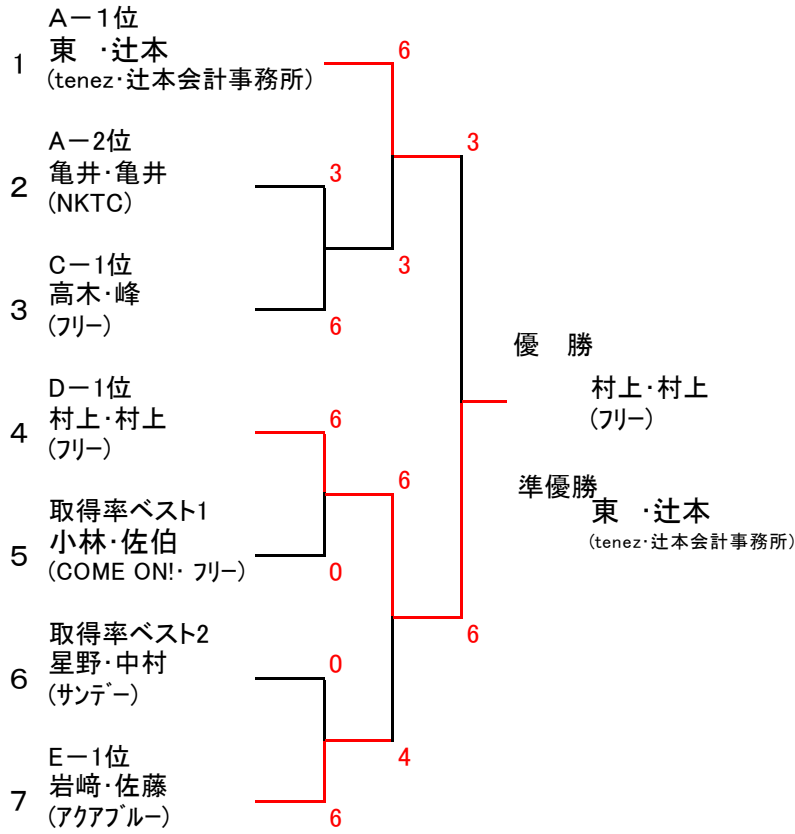 A－1位
1
東　・辻本
(tenez・辻本会計事務所)
6
A－2位
2
亀井・亀井
(NKTC)
3
3
C－1位
3
高木・峰
(フリー)
3
6
優　勝
村上・村上
(フリー)
D－1位
4
村上・村上
(フリー)
6
6
準優勝
東　・辻本
(tenez・辻本会計事務所)
取得率ベスト1
5
小林・佐伯
(COME ON!・ フリー)
0
取得率ベスト2
6
星野・中村
(サンデー)
0
6
E－1位
7
岩﨑・佐藤
(アクアブルー)
4
6